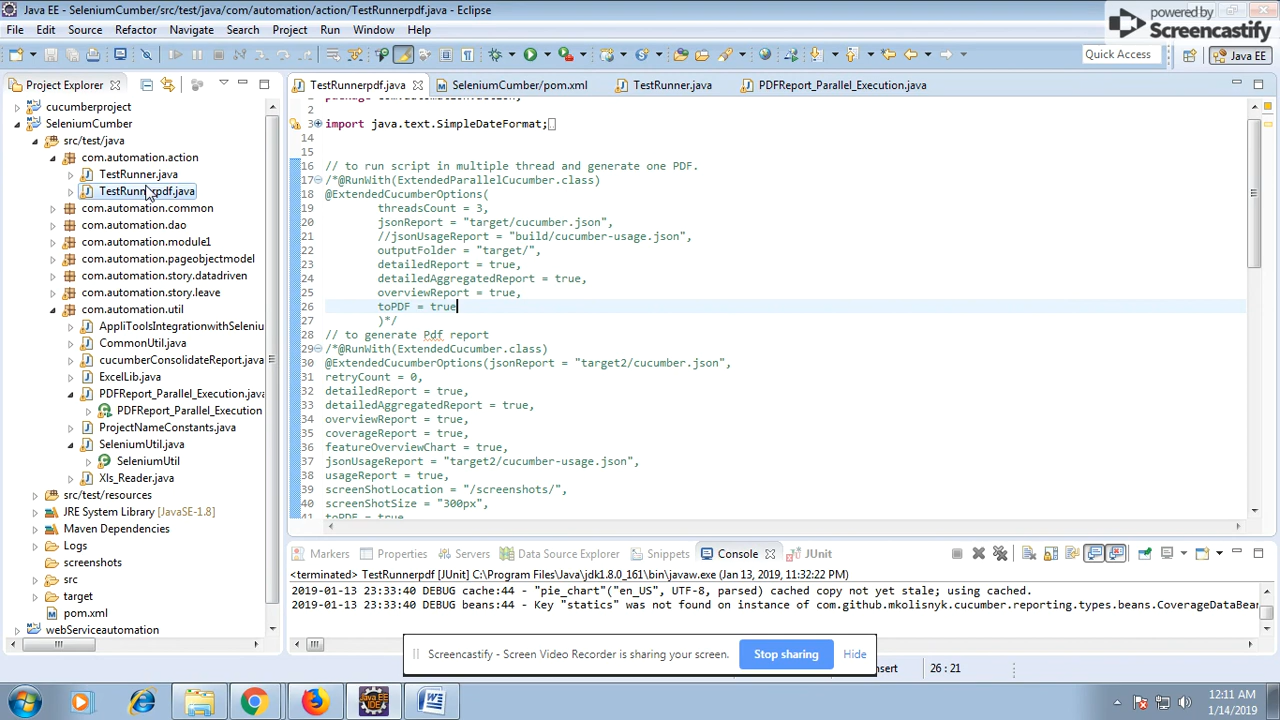 Java EE - SeleniumCumber/src/test/java/com/automation/action/TestRunnerpdf.java - Eclipse
powered by
Screencastify
File Edit Source Refactor Navigate Search Project Run Window Help
Quick Access
Java EE
Project Explorer
cucumberproject
SeleniumCumber
src/test/java
com.automation.action
TestRunner.java
TestRunnerpdf.java
com.automation.common
com.automation.dao
com.automation.module1
com.automation.pageobjectmodel
com.automation.story.datadriven
com.automation.story.leave
com.automation.util
AppliToolsIntegrationwithSeleniu
CommonUtil.java
cucumberConsolidateReport.java
ExcelLib.java
PDFReport_Parallel_Execution.java
PDFReport_Parallel_Execution
ProjectNameConstants.java
SeleniumUtil.java
SeleniumUtil
Xls_Reader.java
src/test/resources
JRE System Library [JavaSE-1.8]
Maven Dependencies
Logs
screenshots
src
target
pom.xml
webServiceautomation
TestRunnerpdf.java SeleniumCumber/pom.xml TestRunner.java PDFReport_Parallel_Execution.java
2
3 import java.text.SimpleDateFormat;
14
15
16 // to run script in multiple thread and generate one PDF.
17 /*@RunWith(ExtendedParallelCucumber.class)
18 @ExtendedCucumberOptions(
19 threadsCount = 3,
20 jsonReport = "target/cucumber.json",
21 //jsonUsageReport = "build/cucumber-usage.json",
22 outputFolder = "target/",
23 detailedReport = true,
24 detailedAggregatedReport = true,
25 overviewReport = true,
26 toPDF = true
27 )*/
28 // to generate Pdf report
29 /*@RunWith(ExtendedCucumber.class)
30 @ExtendedCucumberOptions(jsonReport = "target2/cucumber.json",
31 retryCount = 0,
32 detailedReport = true,
33 detailedAggregatedReport = true,
34 overviewReport = true,
35 coverageReport = true,
36 featureOverviewChart = true,
37 jsonUsageReport = "target2/cucumber-usage.json",
38 usageReport = true,
39 screenShotLocation = "/screenshots/",
40 screenShotSize = "300px",
41 toPDF = true
Markers Properties Servers Data Source Explorer Snippets Console JUnit
<terminated> TestRunnerpdf [JUnit] C:\Program Files\Java\jdk1.8.0_161\bin\javaw.exe (Jan 13, 2019, 11:32:22 PM)
2019-01-13 23:33:40 DEBUG cache:44 - "pie_chart"("en_US", UTF-8, parsed) cached copy not yet stale; using cached.
2019-01-13 23:33:40 DEBUG beans:44 - Key "statics" was not found on instance of com.github.mkolisnyk.cucumber.reporting.types.beans.CoverageDataBean
Screencastify - Screen Video Recorder is sharing your screen. Stop sharing Hide
26 : 21
12:11 AM
1/14/2019